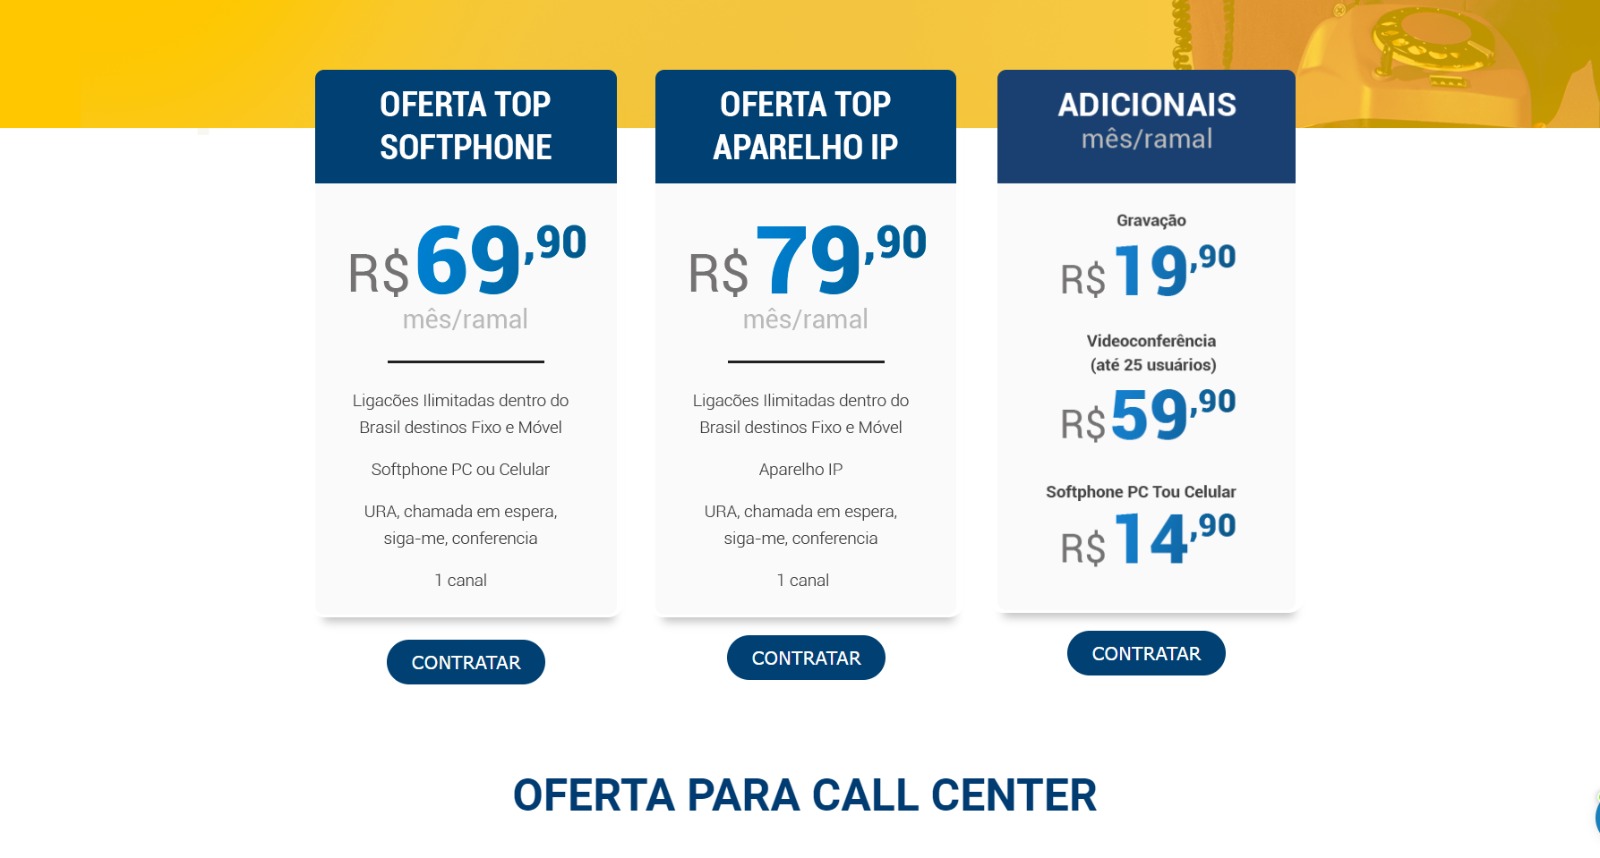 OFERTA TOP
SOFTPHONE
R$69,90
mês/ramal
Ligacões Ilimitadas dentro do
Brasil destinos Fixo e Móvel
Softphone PC ou Celular
URA, chamada em espera,
siga-me, conferencia
1 canal
CONTRATAR
OFERTA TOP
APARELHO IP
R$79,90
mês/ramal
Ligacões Ilimitadas dentro do
Brasil destinos Fixo e Móvel
Aparelho IP
URA, chamada em espera,
siga-me, conferencia
1 canal
CONTRATAR
ADICIONAIS
mês/ramal
Gravação
R$19,90
Videoconferência
(até 25 usuários)
R$59,90
Softphone PC Tou Celular
R$14,90
CONTRATAR
OFERTA PARA CALL CENTER